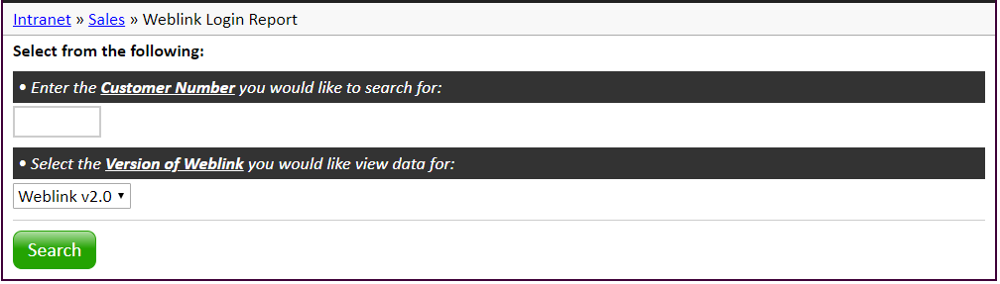 Intranet » Sales » Weblink Login Report
Select from the following:
• Enter the Customer Number you would like to search for:
• Select the Version of Weblink you would like view data for:
Weblink v2.0 ▾
Search